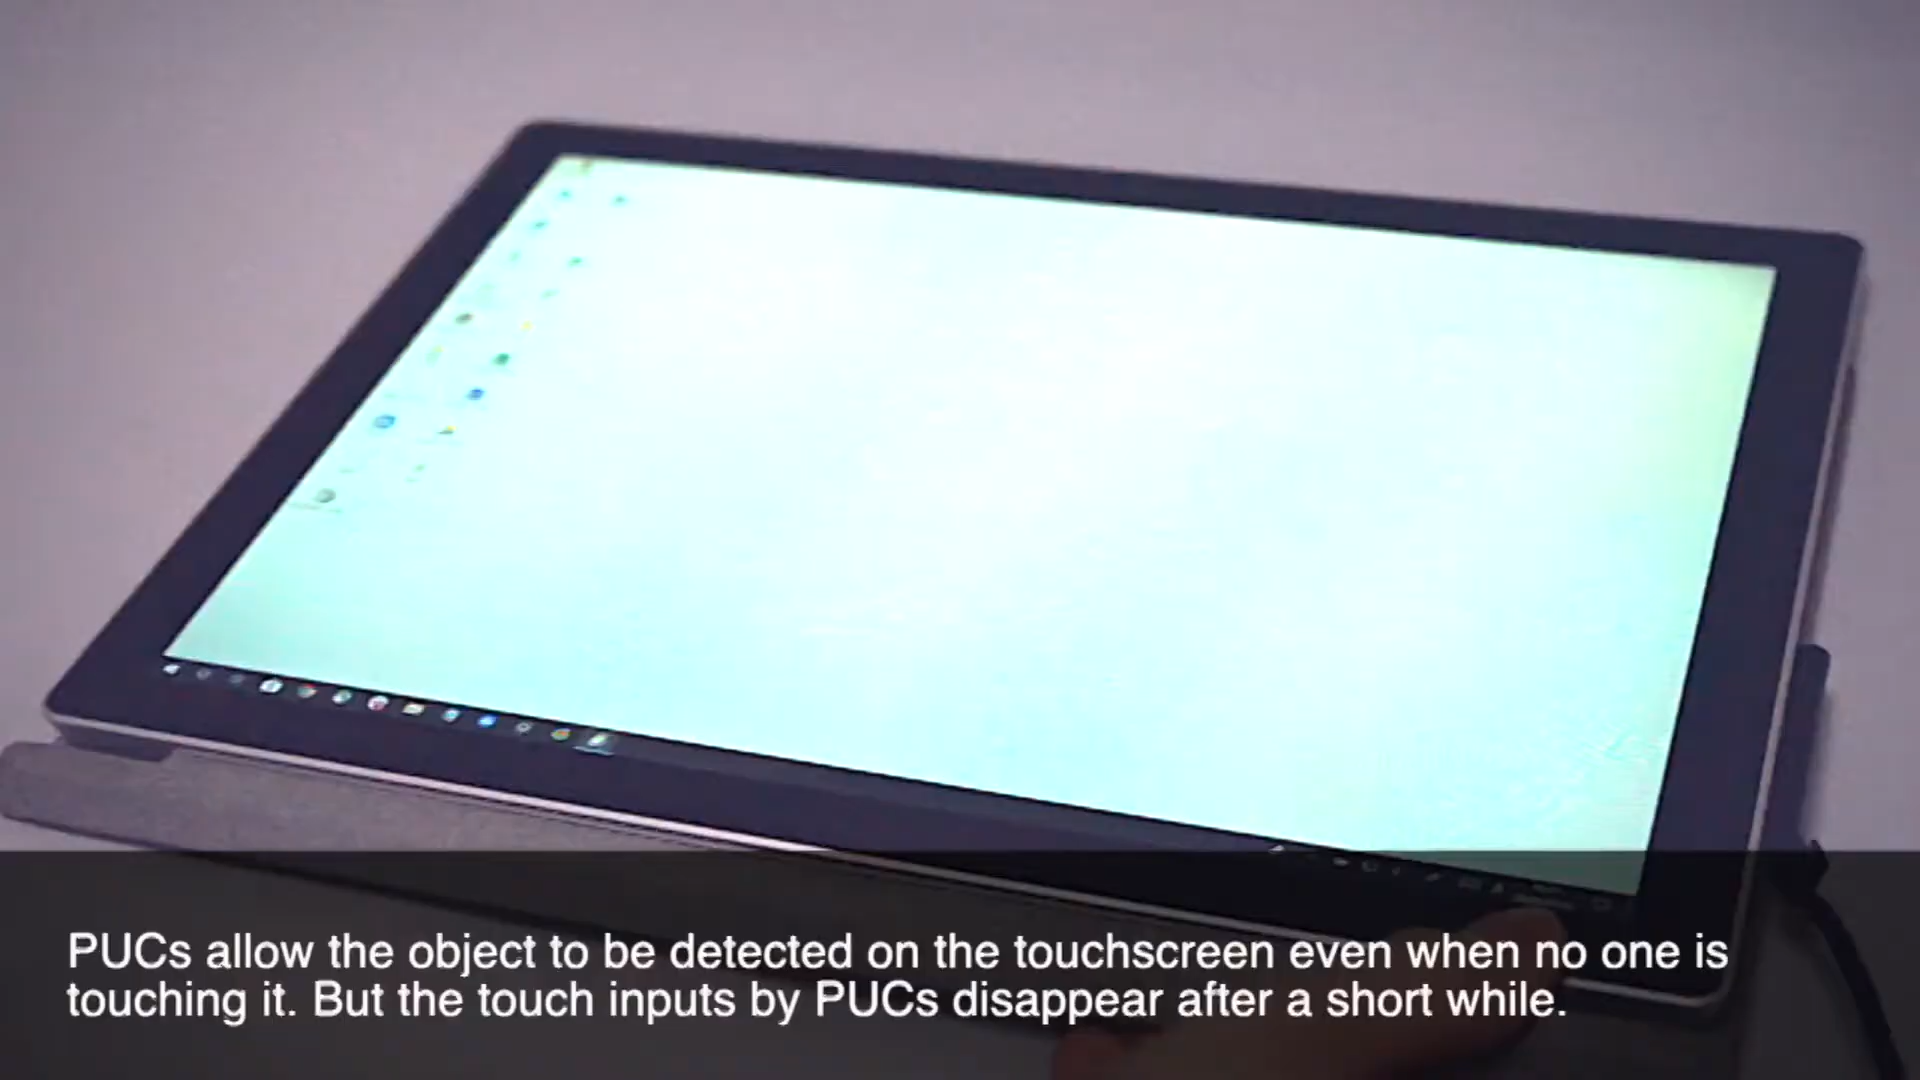 PUCs allow the object to be detected on the touchscreen even when no one is
touching it. But the touch inputs by PUCs disappear after a short while.